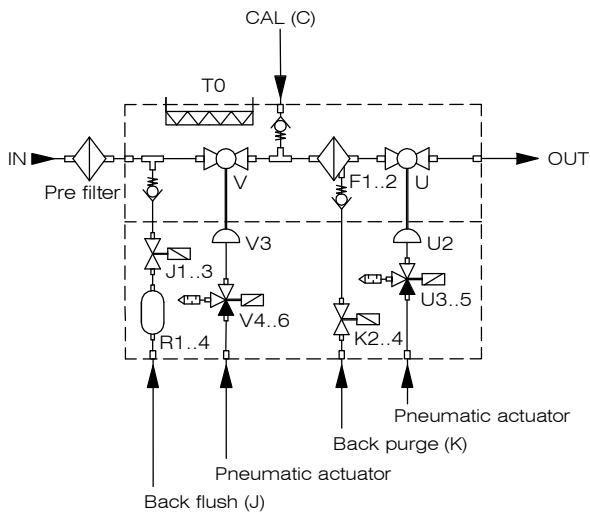 CAL (C)
T0
IN
OUT
Pre filter
V
F1..2
U
V3
U2
J1..3
U3..5
V4..6
R1..4
K2..4
Pneumatic actuator
Back purge (K)
Pneumatic actuator
Back flush (J)